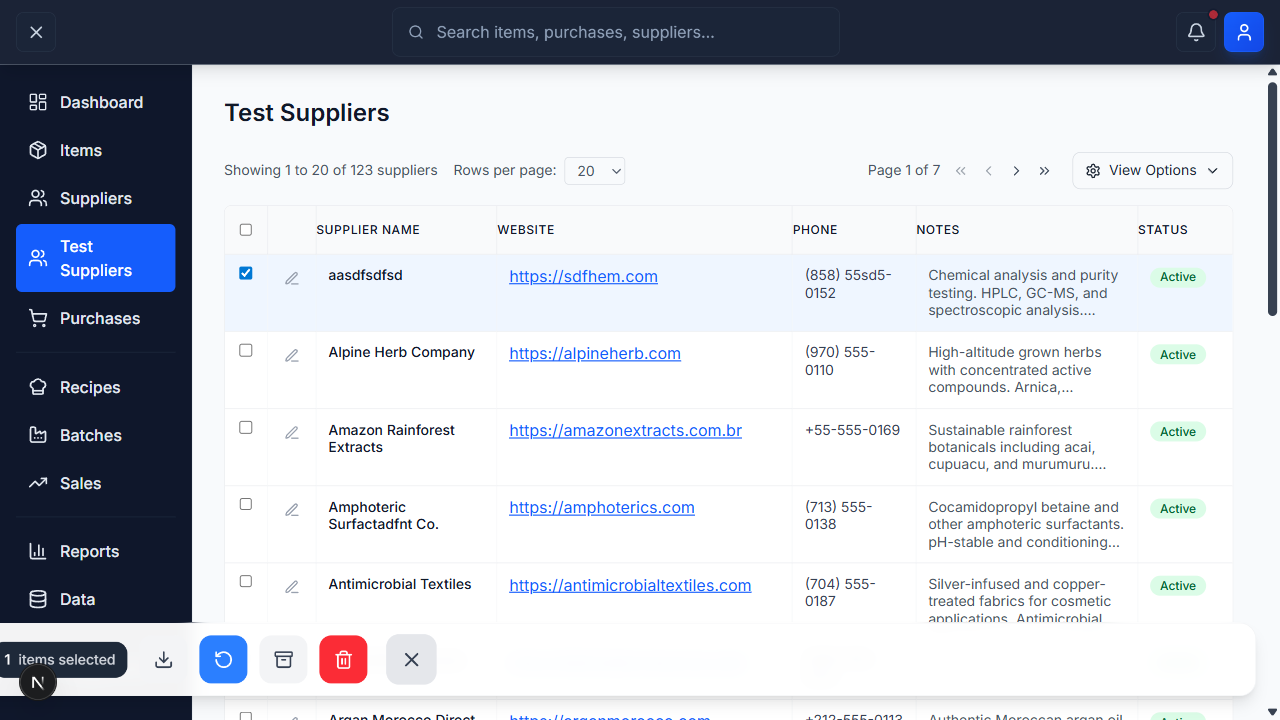 Search items, purchases, suppliers...
Dashboard
Items
Suppliers
Test
Suppliers
Purchases
Recipes
Batches
Sales
Reports
Data
Test Suppliers
Showing 1 to 20 of 123 suppliers
Rows per page:
20
Page 1 of 7
View Options
SUPPLIER NAME
WEBSITE
PHONE
NOTES
STATUS
aasdfsdfsd
https://sdfhem.com
(858) 55sd5-
0152
Chemical analysis and purity
testing. HPLC, GC-MS, and
spectroscopic analysis....
Active
Alpine Herb Company
https://alpineherb.com
(970) 555-
0110
High-altitude grown herbs
with concentrated active
compounds. Arnica,...
Active
Amazon Rainforest
Extracts
https://amazonextracts.com.br
+55-555-0169
Sustainable rainforest
botanicals including acai,
cupuacu, and murumuru....
Active
Amphoteric
Surfactadfnt Co.
https://amphoterics.com
(713) 555-
0138
Cocamidopropyl betaine and
other amphoteric surfactants.
pH-stable and conditioning...
Active
Antimicrobial Textiles
https://antimicrobialtextiles.com
(704) 555-
0187
Silver-infused and copper-
treated fabrics for cosmetic
applications. Antimicrobial
Active
1 items selected
N
Argan Morocco Direct
https://arganmorocco.com
+212-555-0113
Authentic Moroccan argan oil